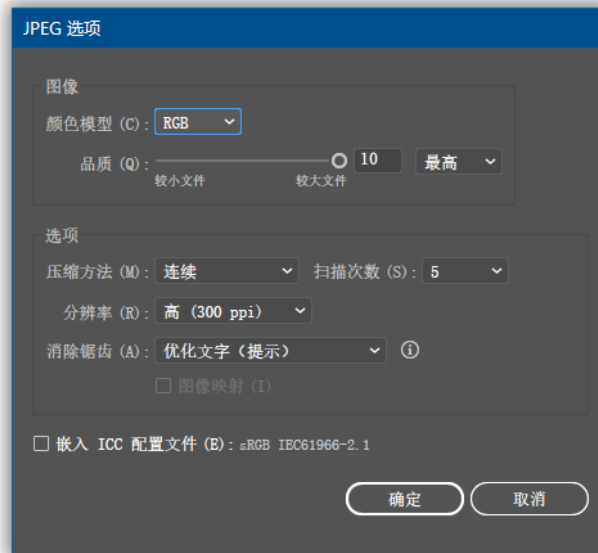 JPEG 选项
图像
颜色模型 (C): RGB
品质 (Q): 10 最高
较小文件 较大文件
选项
压缩方法 (M): 连续 扫描次数 (S): 5
分辨率 (R): 高 (300 ppi)
消除锯齿 (A): 优化文字（提示）
图像映射 (I)
嵌入 ICC 配置文件 (E): sRGB IEC61966-2.1
确定 取消